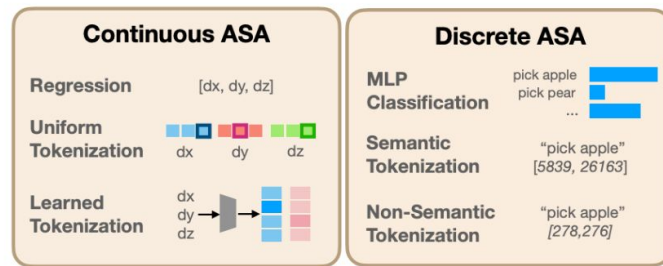 Continuous ASA
Regression
[dx, dy, dz]
Uniform
Tokenization
dx
dy
dz
Learned
Tokenization
dx
dy
dz
Discrete ASA
MLP
Classification
pick apple
pick pear
...
Semantic
Tokenization
“pick apple”
[5839, 26163)
Non-Semantic
Tokenization
“pick apple”
[278,276]